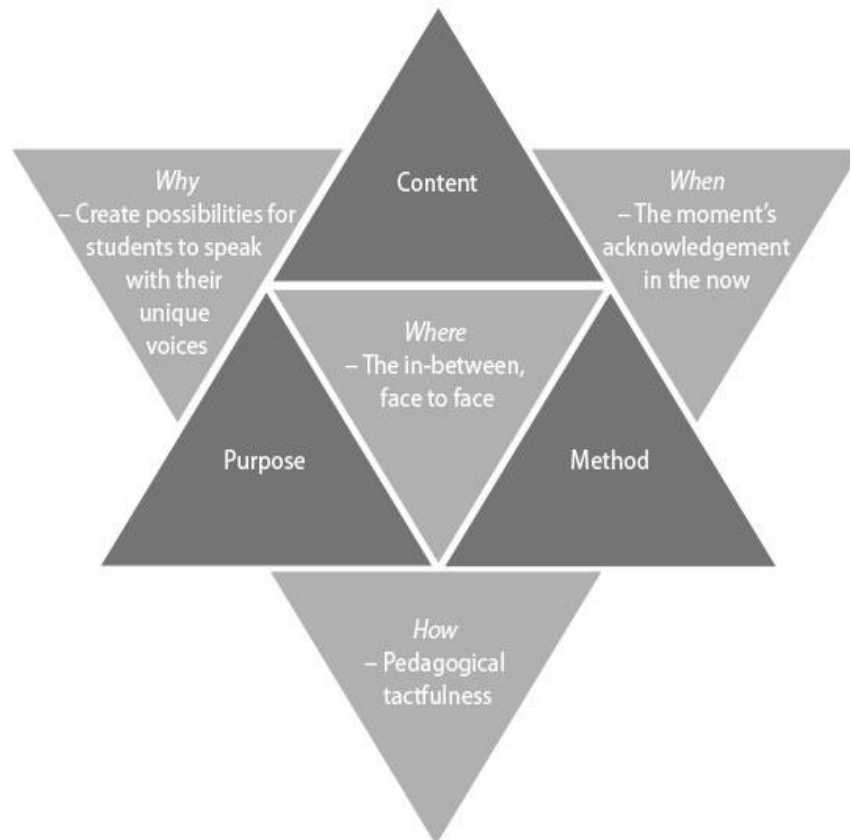 Content
Why
– Create possibilities for
students to speak
with their
unique
voices
When
– The moment's
acknowledgement
in the now
Where
– The in-between,
face to face
Purpose
Method
How
– Pedagogical
tactfulness